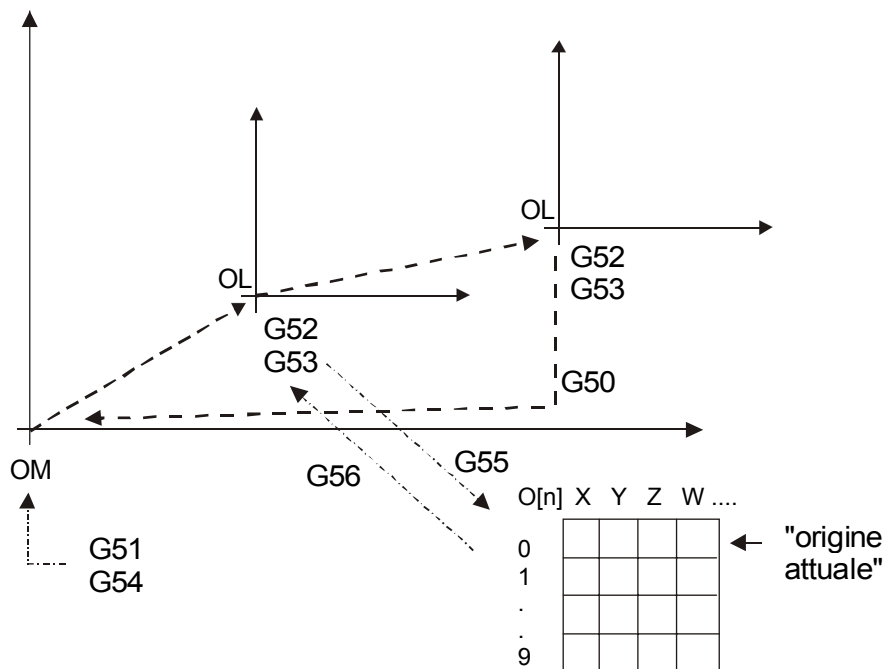 OL
G52
G53
OL
G52
G53
G50
OM
G51
G54
G56
G55
O[n] X Y Z W ....
0
1
.
.
9
"origine
attuale"